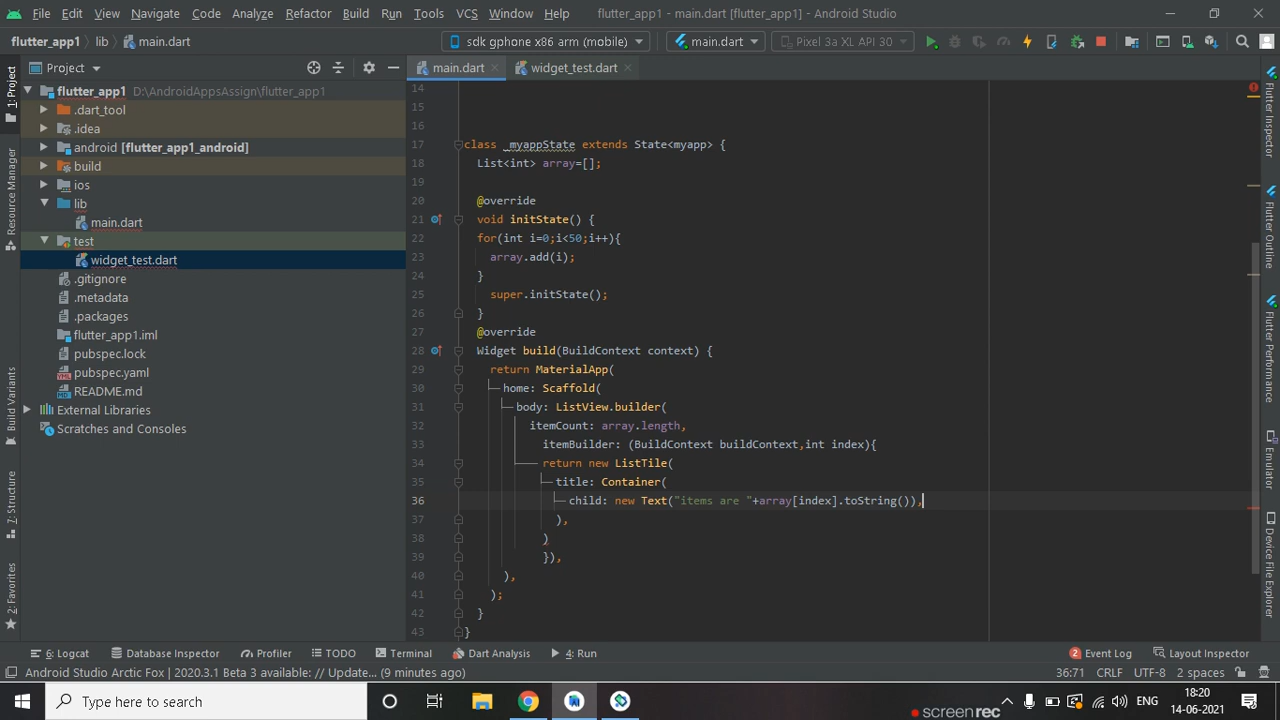 File Edit View Navigate Code Analyze Refactor Build Run Tools VCS Window Help flutter_app1 - main.dart [flutter_app1] - Android Studio
flutter_app1 lib main.dart sdk gphone x86 arm (mobile) main.dart Pixel 3a XL API 30
Project main.dart widget_test.dart
flutter_app1 D:\AndroidAppsAssign\flutter_app1
.dart_tool
.idea
android [flutter_app1_android]
build
ios
lib
main.dart
test
widget_test.dart
.gitignore
.metadata
.packages
flutter_app1.iml
pubspec.lock
pubspec.yaml
README.md
External Libraries
Scratches and Consoles
1: Project
Resource Manager
Build Variants
7: Structure
2: Favorites
14
15
16
17 class _myappState extends State<myapp> {
18 List<int> array=[];
19
20 @override
21 void initState() {
22 for(int i=0;i<50;i++){
23 array.add(i);
24 }
25 super.initState();
26 }
27 @override
28 Widget build(BuildContext context) {
29 return MaterialApp(
30 home: Scaffold(
31 body: ListView.builder(
32 itemCount: array.length,
33 itemBuilder: (BuildContext buildContext,int index){
34 return new ListTile(
35 title: Container(
36 child: new Text("items are "+array[index].toString()),
37 ),
38 )
39 }),
40 ),
41 );
42 }
43 }
Flutter Inspector
Flutter Outline
Flutter Performance
Emulator
Device File Explorer
6: Logcat Database Inspector Profiler TODO Terminal Dart Analysis 4: Run 2 Event Log Layout Inspector
Android Studio Arctic Fox | 2020.3.1 Beta 3 available: // Update... (9 minutes ago) 36:71 CRLF UTF-8 2 spaces
Type here to search ENG 18:20
14-06-2021
screenrec